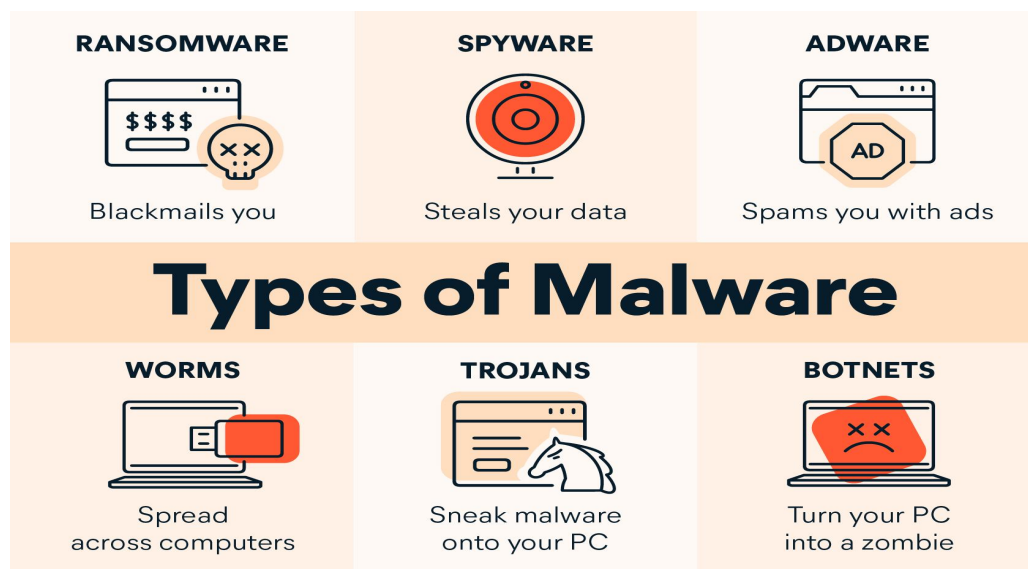 RANSOMWARE
SPYWARE
ADWARE
$$$$
AD
Blackmails you
Steals your data
Spams you with ads
Types of Malware
WORMS
TROJANS
BOTNETS
Spread
across computers
Sneak malware
onto your PC
Turn your PC
into a zombie